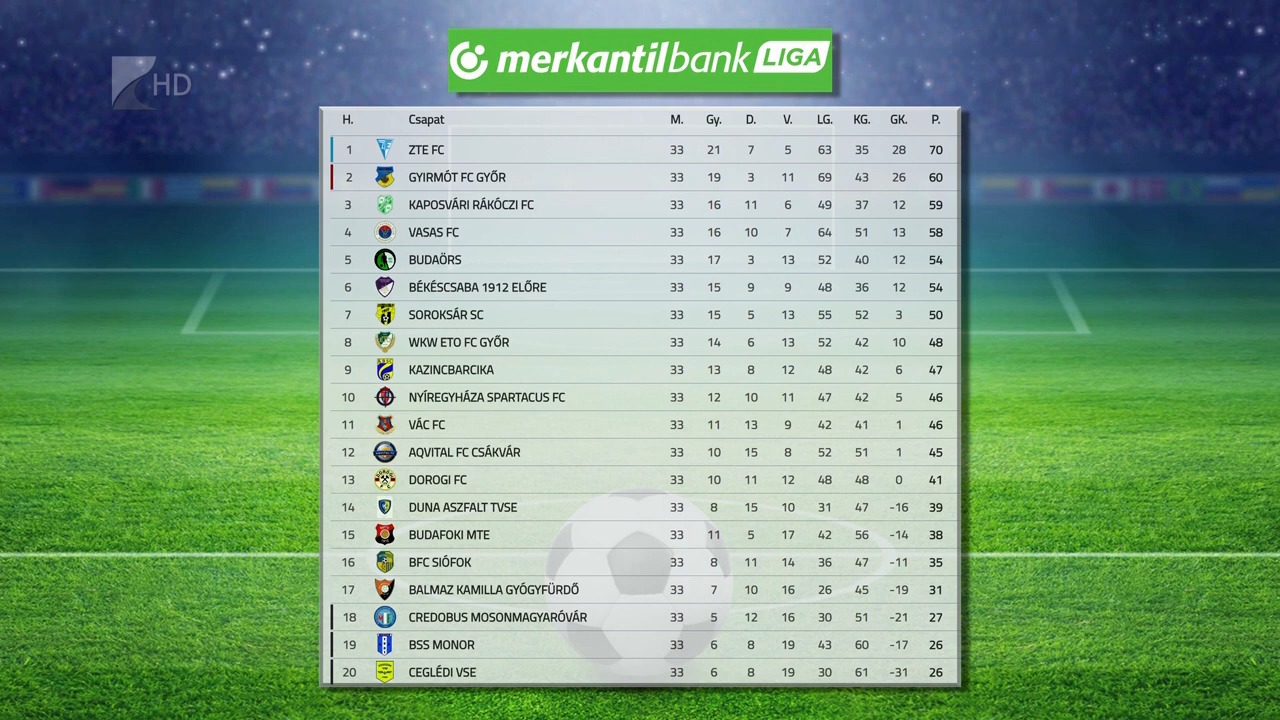 merkantilbank LIGA
HD
H. Csapat M. Gy. D. V. LG. KG. GK. P.
1 ZTE FC 33 21 7 5 63 35 28 70
2 GYIRMÓT FC GYŐR 33 19 3 11 69 43 26 60
3 KAPOSVÁRI RÁKÓCZI FC 33 16 11 6 49 37 12 59
4 VASAS FC 33 16 10 7 64 51 13 58
5 BUDAÖRS 33 17 3 13 52 40 12 54
6 BÉKÉSCSABA 1912 ELŐRE 33 15 9 9 48 36 12 54
7 SOROKSÁR SC 33 15 5 13 55 52 3 50
8 WKW ETO FC GYŐR 33 14 6 13 52 42 10 48
9 KAZINCBARCIKA 33 13 8 12 48 42 6 47
10 NYÍREGYHÁZA SPARTACUS FC 33 12 10 11 47 42 5 46
11 VÁC FC 33 11 13 9 42 41 1 46
12 AQVITAL FC CSÁKVÁR 33 10 15 8 52 51 1 45
13 DOROGI FC 33 10 11 12 48 48 0 41
14 DUNA ASZFALT TVSE 33 8 15 10 31 47 -16 39
15 BUDAFOKI MTE 33 11 5 17 42 56 -14 38
16 BFC SIÓFOK 33 8 11 14 36 47 -11 35
17 BALMAZ KAMILLA GYÓGYFÜRDŐ 33 7 10 16 26 45 -19 31
18 CREDOBUS MOSONMAGYARÓVÁR 33 5 12 16 30 51 -21 27
19 BSS MONOR 33 6 8 19 43 60 -17 26
20 CEGLÉDI VSE 33 6 8 19 30 61 -31 26